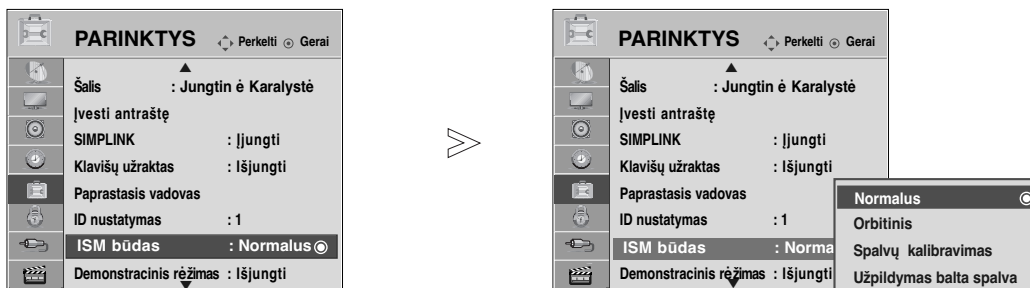 PARINKTYS Perkelti Gerai
Šalis : Jungtin ė Karalystė
Įvesti antraštę
SIMPLINK : Įjungti
Klavišų užraktas : Išjungti
Paprastasis vadovas
ID nustatymas : 1
ISM būdas : Normalus
Demonstracinis rėžimas : Išjungti
PARINKTYS Perkelti Gerai
Šalis : Jungtin ė Karalystė
Įvesti antraštę
SIMPLINK : Įjungti
Klavišų užraktas : Išjungti
Paprastasis vadovas
ID nustatymas : 1
ISM būdas : Norma
Demonstracinis rėžimas : Išjungti
Normalus
Orbitinis
Spalvų kalibravimas
Užpildymas balta spalva